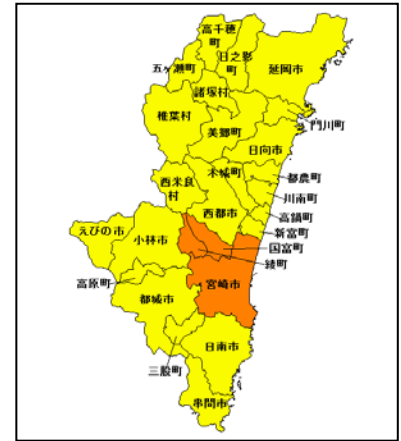 高千穂
町
日之影
町
延岡市
五ヶ瀬町
諸塚村
門川町
椎葉村
美郷町
日向市
木城町
都農町
西米良
村
川南町
西都市
高鍋町
えびの市
新富町
小林市
国富町
綾町
高原町
宮崎市
都城市
日南市
三股町
串間市